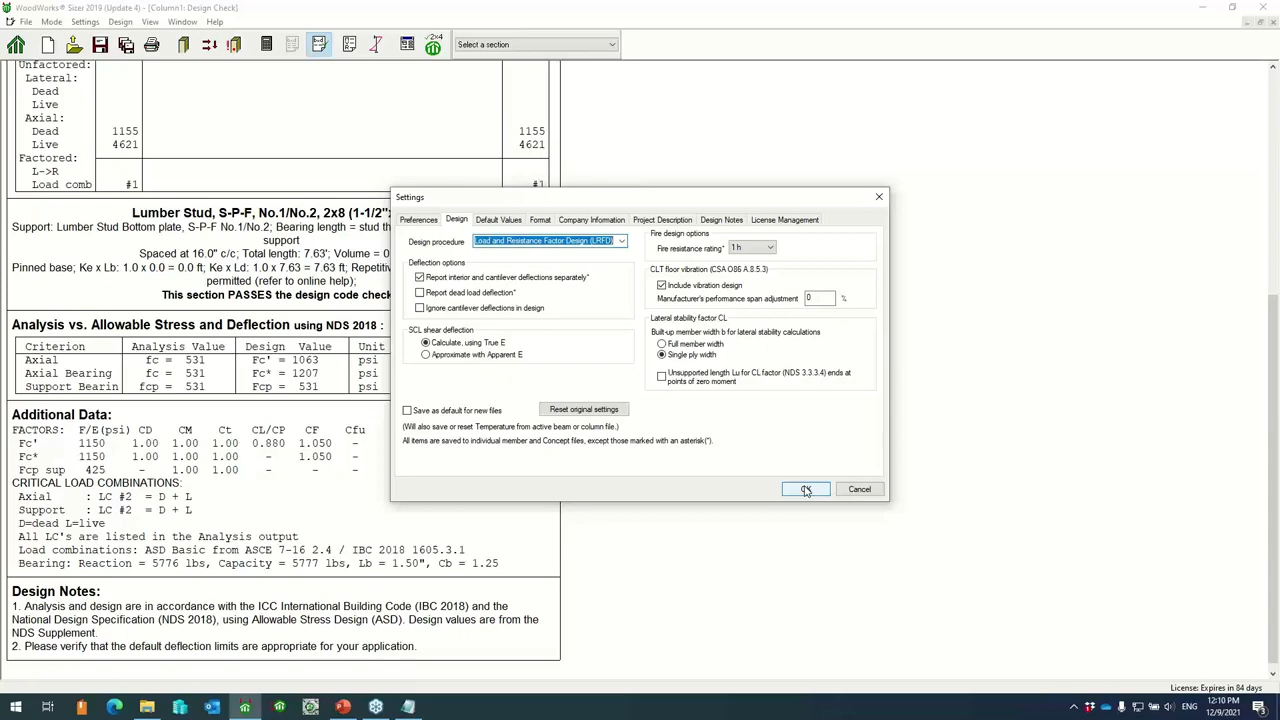 WoodWorks® Sizer 2019 (Update 4) - [Column1: Design Check]
File Mode Settings Design View Window Help
Select a section
Unfactored:
Lateral:
Dead
Live
Axial:
Dead 1155 1155
Live 4621 4621
Factored:
L->R
Load comb #1 #1
Lumber Stud, S-P-F, No.1/No.2, 2x8 (1-1/2"
Support: Lumber Stud Bottom plate, S-P-F No.1/No.2; Bearing length = stud th
support
Spaced at 16.0" c/c; Total length: 7.63'; Volume = 0
Pinned base; Ke x Lb: 1.0 x 0.0 = 0.0 ft; Ke x Ld: 1.0 x 7.63 = 7.63 ft; Repetitiv
permitted (refer to online help);
This section PASSES the design code check
Analysis vs. Allowable Stress and Deflection using NDS 2018 :
Criterion Analysis Value Design Value Unit
Axial fc = 531 Fc' = 1063 psi
Axial Bearing fc = 531 Fc* = 1207 psi
Support Bearin fcp = 531 Fcp = 531 psi
Additional Data:
FACTORS: F/E(psi) CD CM Ct CL/CP CF Cfu
Fc' 1150 1.00 1.00 1.00 0.880 1.050 -
Fc* 1150 1.00 1.00 1.00 - 1.050 -
Fcp sup 425 - 1.00 1.00 - - -
CRITICAL LOAD COMBINATIONS:
Axial : LC #2 = D + L
Support : LC #2 = D + L
D=dead L=live
All LC's are listed in the Analysis output
Load combinations: ASD Basic from ASCE 7-16 2.4 / IBC 2018 1605.3.1
Bearing: Reaction = 5776 lbs, Capacity = 5777 lbs, Lb = 1.50", Cb = 1.25
Design Notes:
1. Analysis and design are in accordance with the ICC International Building Code (IBC 2018) and the
National Design Specification (NDS 2018), using Allowable Stress Design (ASD). Design values are from the
NDS Supplement.
2. Please verify that the default deflection limits are appropriate for your application.
Settings
Preferences Design Default Values Format Company Information Project Description Design Notes License Management
Design procedure Load and Resistance Factor Design (LRFD)
Deflection options
Report interior and cantilever deflections separately*
Report dead load deflection*
Ignore cantilever deflections in design
SCL shear deflection
Calculate, using True E
Approximate with Apparent E
Fire design options
Fire resistance rating* 1 h
CLT floor vibration (CSA O86 A.8.5.3)
Include vibration design
Manufacturer's performance span adjustment 0 %
Lateral stability factor CL
Built-up member width b for lateral stability calculations
Full member width
Single ply width
Unsupported length Lu for CL factor (NDS 3.3.3.4) ends at
points of zero moment
Save as default for new files Reset original settings
(Will also save or reset Temperature from active beam or column file.)
All items are saved to individual member and Concept files, except those marked with an asterisk(*).
OK Cancel
License: Expires in 84 days
12:10 PM
12/9/2021